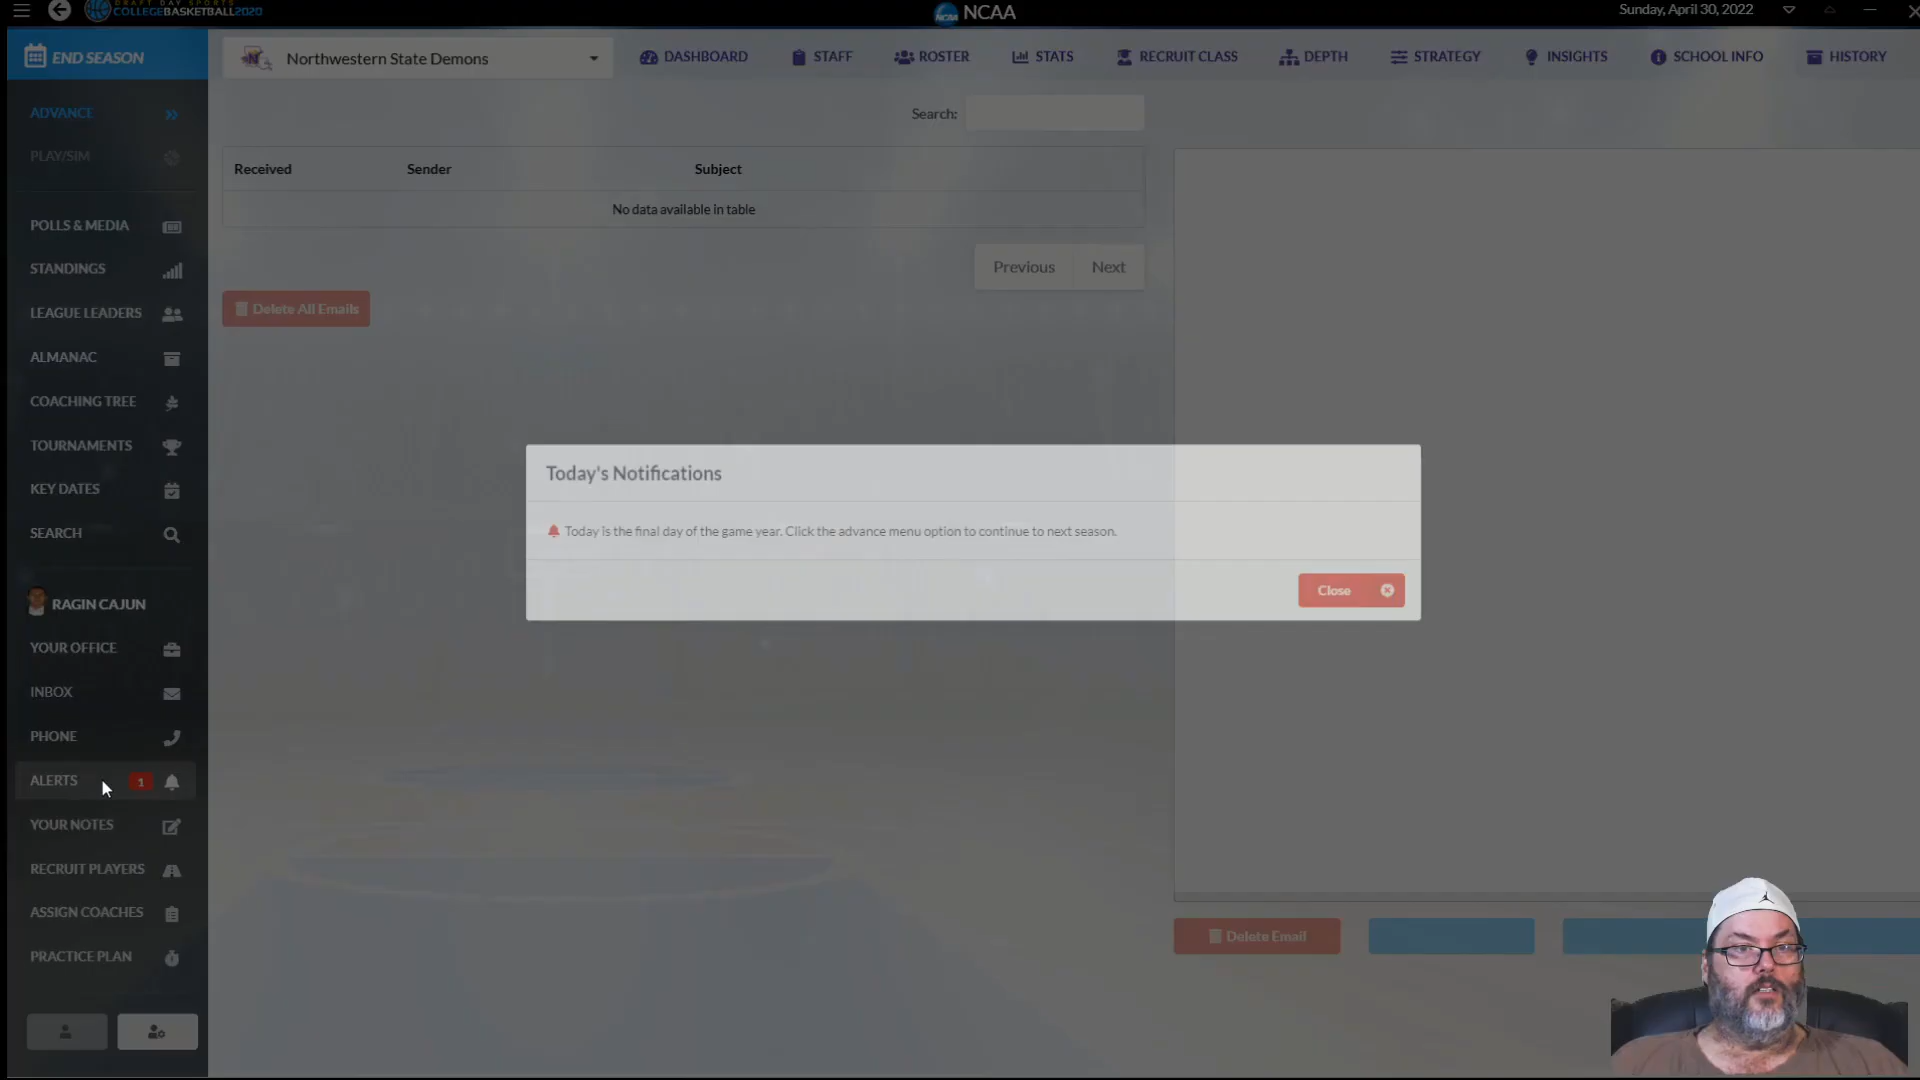 DRAFT DAY SPORTS
COLLEGEBASKETBALL2020
NCAA
Sunday, April 30, 2022
END SEASON
Northwestern State Demons
DASHBOARD
STAFF
ROSTER
STATS
RECRUIT CLASS
DEPTH
STRATEGY
INSIGHTS
SCHOOL INFO
HISTORY
ADVANCE
PLAY/SIM
POLLS & MEDIA
STANDINGS
LEAGUE LEADERS
ALMANAC
COACHING TREE
TOURNAMENTS
KEY DATES
SEARCH
RAGIN CAJUN
YOUR OFFICE
INBOX
PHONE
ALERTS 1
YOUR NOTES
RECRUIT PLAYERS
ASSIGN COACHES
PRACTICE PLAN
Search:
Received Sender Subject
No data available in table
Previous Next
Delete All Emails
Today's Notifications
Today is the final day of the game year. Click the advance menu option to continue to next season.
Close
Delete Email